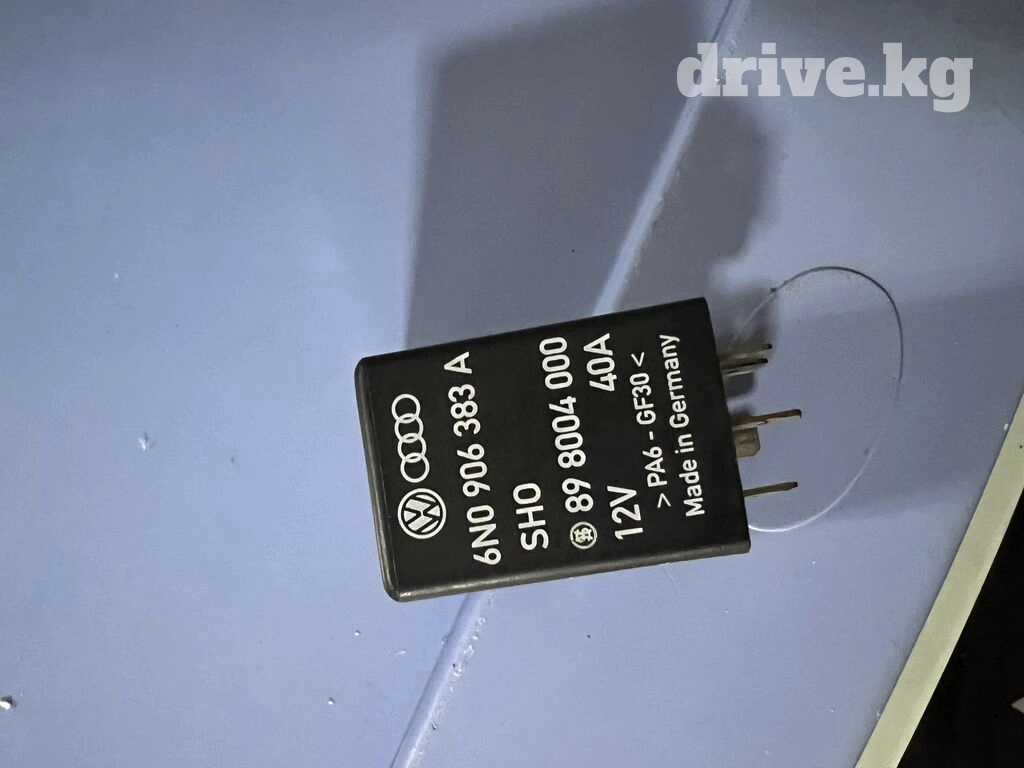 drive.kg
6N0 906 383 A
SHO
89 8004 000
12V 40A
> PA6 - GF30 <
Made in Germany